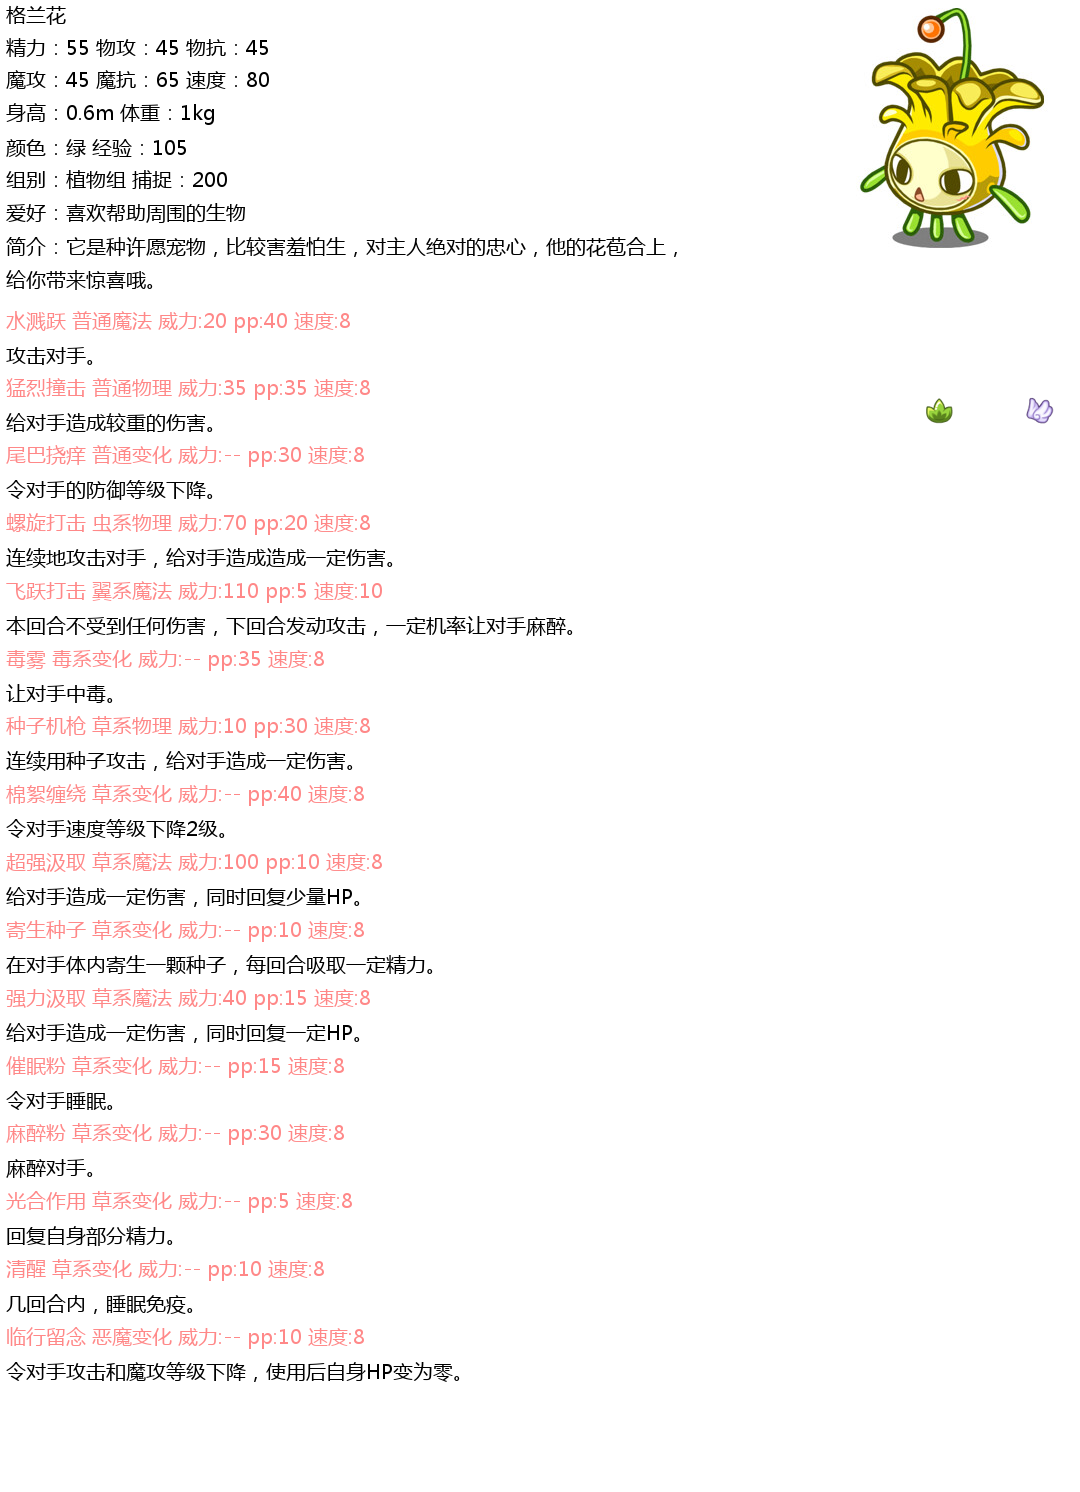 格兰花
精力：55 物攻：45 物抗：45
魔攻：45 魔抗：65 速度：80
身高：0.6m 体重：1kg
颜色：绿 经验：105
组别：植物组 捕捉：200
爱好：喜欢帮助周围的生物
简介：它是种许愿宠物，比较害羞怕生，对主人绝对的忠心，他的花苞合上，
给你带来惊喜哦。
水溅跃 普通魔法 威力:20 pp:40 速度:8
攻击对手。
猛烈撞击 普通物理 威力:35 pp:35 速度:8
给对手造成较重的伤害。
尾巴挠痒 普通变化 威力:-- pp:30 速度:8
令对手的防御等级下降。
螺旋打击 虫系物理 威力:70 pp:20 速度:8
连续地攻击对手，给对手造成造成一定伤害。
飞跃打击 翼系魔法 威力:110 pp:5 速度:10
本回合不受到任何伤害，下回合发动攻击，一定机率让对手麻醉。
毒雾 毒系变化 威力:-- pp:35 速度:8
让对手中毒。
种子机枪 草系物理 威力:10 pp:30 速度:8
连续用种子攻击，给对手造成一定伤害。
棉絮缠绕 草系变化 威力:-- pp:40 速度:8
令对手速度等级下降2级。
超强汲取 草系魔法 威力:100 pp:10 速度:8
给对手造成一定伤害，同时回复少量HP。
寄生种子 草系变化 威力:-- pp:10 速度:8
在对手体内寄生一颗种子，每回合吸取一定精力。
强力汲取 草系魔法 威力:40 pp:15 速度:8
给对手造成一定伤害，同时回复一定HP。
催眠粉 草系变化 威力:-- pp:15 速度:8
令对手睡眠。
麻醉粉 草系变化 威力:-- pp:30 速度:8
麻醉对手。
光合作用 草系变化 威力:-- pp:5 速度:8
回复自身部分精力。
清醒 草系变化 威力:-- pp:10 速度:8
几回合内，睡眠免疫。
临行留念 恶魔变化 威力:-- pp:10 速度:8
令对手攻击和魔攻等级下降，使用后自身HP变为零。